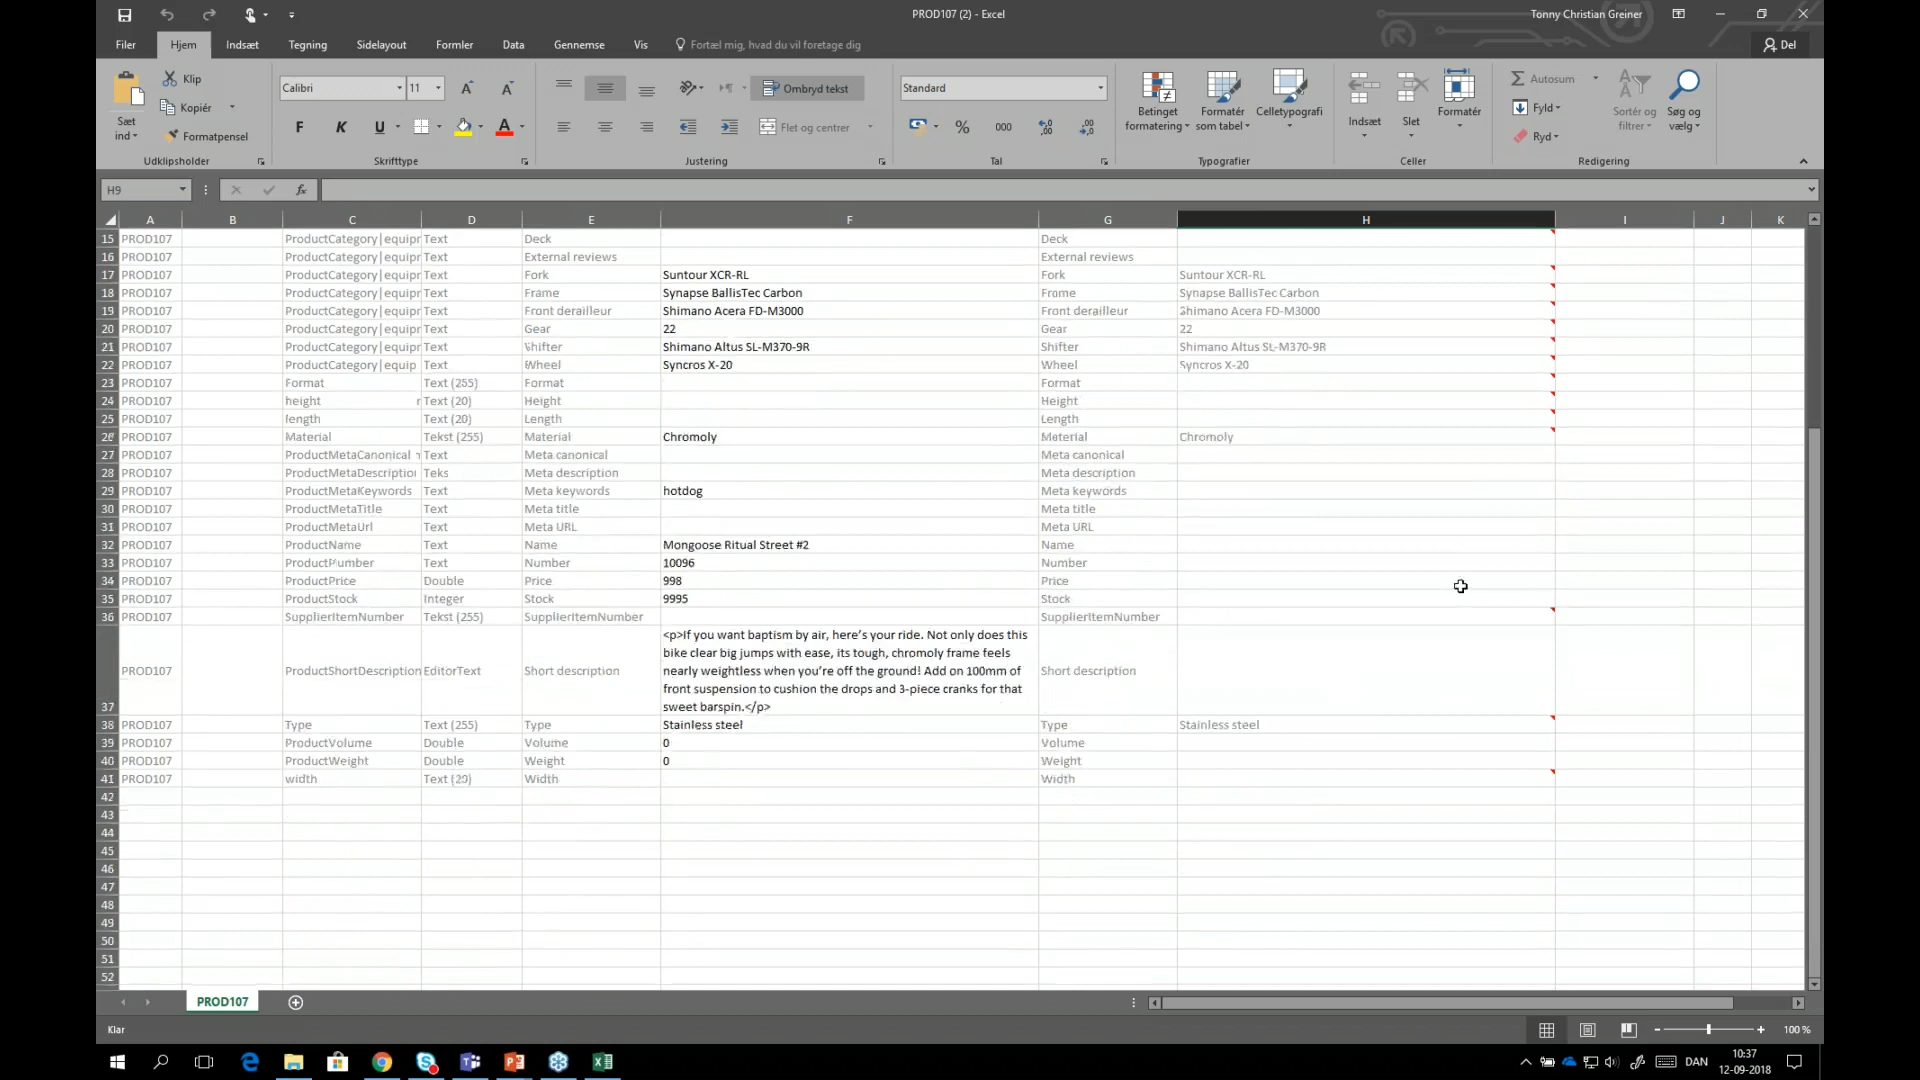 PROD107 (2) - Excel
Tonny Christian Greiner
Filer Hjem Indsæt Tegning Sidelayout Formler Data Gennemse Vis Fortæl mig, hvad du vil foretage dig Del
Sæt ind
Klip
Kopiér
Formatpensel
Udklipsholder
Calibri 11
F K U A
Skrifttype
Ombryd tekst
Flet og centrer
Justering
Standard
% 000
Tal
Betinget formatering
Formatér som tabel
Celletypografi
Typografier
Indsæt Slet Formatér
Celler
Autosum
Fyld
Ryd
Sortér og filtrer
Søg og vælg
Redigering
H9 fx
A B C D E F G H I J K
15 PROD107 ProductCategory|equipr Text Deck Deck
16 PROD107 ProductCategory|equipr Text External reviews External reviews
17 PROD107 ProductCategory|equipr Text Fork Suntour XCR-RL Fork Suntour XCR-RL
18 PROD107 ProductCategory|equipr Text Frame Synapse BallisTec Carbon Frome Synapse BallisTec Carbon
19 PROD107 ProductCategory|equipr Text Front derailleur Shimano Acera FD-M3000 Front derailleur Shimano Acera FD-M3000
20 PROD107 ProductCategory|equipr Text Gear 22 Gear 22
21 PROD107 ProductCategory|equipr Text Shifter Shimano Altus SL-M370-9R Shifter Shimano Altus SL-M370-9R
22 PROD107 ProductCategory|equip Text Wheel Syncros X-20 Wheel Syncros X-20
23 PROD107 Format Text (255) Format Format
24 PROD107 height Text (20) Height Height
25 PROD107 length Text (20) Length Length
26 PROD107 Material Tekst (255) Material Chromoly Material Chromoly
27 PROD107 ProductMetaCanonical Text Meta canonical Meta canonical
28 PROD107 ProductMetaDescriptio Teks Meta description Meta description
29 PROD107 ProductMetaKeywords Text Meta keywords hotdog Meta keywords
30 PROD107 ProductMetaTitle Text Meta title Meta title
31 PROD107 ProductMetaUrl Text Meta URL Meta URL
32 PROD107 ProductName Text Name Mongoose Ritual Street #2 Name
33 PROD107 ProductNumber Text Number 10096 Number
34 PROD107 ProductPrice Double Price 998 Price
35 PROD107 ProductStock Integer Stock 9995 Stock
36 PROD107 SupplierItemNumber Tekst (255) SupplierItemNumber SupplierItemNumber
<p>If you want baptism by air, here's your ride. Not only does this
bike clear big jumps with ease, its tough, chromoly frame feels
PROD107 ProductShortDescription EditorText Short description nearly weightless when you're off the ground! Add on 100mm of Short description
front suspension to cushion the drops and 3-piece cranks for that
37 sweet barspin.</p>
38 PROD107 Type Text (255) Type Stainless steel Type Stainless steel
39 PROD107 ProductVolume Double Volume 0 Volume
40 PROD107 ProductWeight Double Weight 0 Weight
41 PROD107 width Text (20) Width Width
42
43
44
45
46
47
48
49
50
51
52
PROD107
Klar
100 %
DAN
10:37
12-09-2018